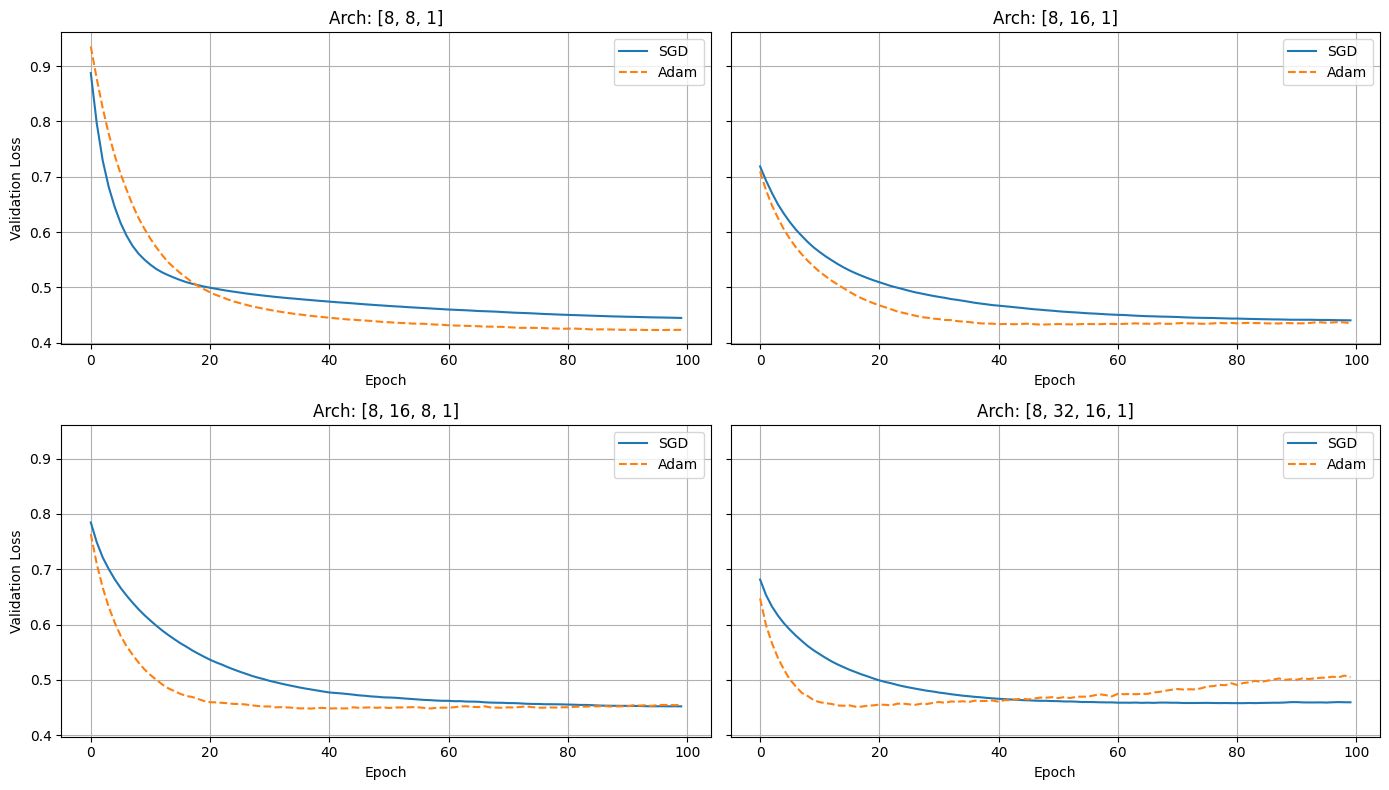 Arch: [8, 8, 1]
SGD
Adam
Validation Loss
0.9
0.8
0.7
0.6
0.5
0.4
0 20 40 60 80 100
Epoch
Arch: [8, 16, 1]
SGD
Adam
0 20 40 60 80 100
Epoch
Arch: [8, 16, 8, 1]
SGD
Adam
Validation Loss
0.9
0.8
0.7
0.6
0.5
0.4
0 20 40 60 80 100
Epoch
Arch: [8, 32, 16, 1]
SGD
Adam
0 20 40 60 80 100
Epoch